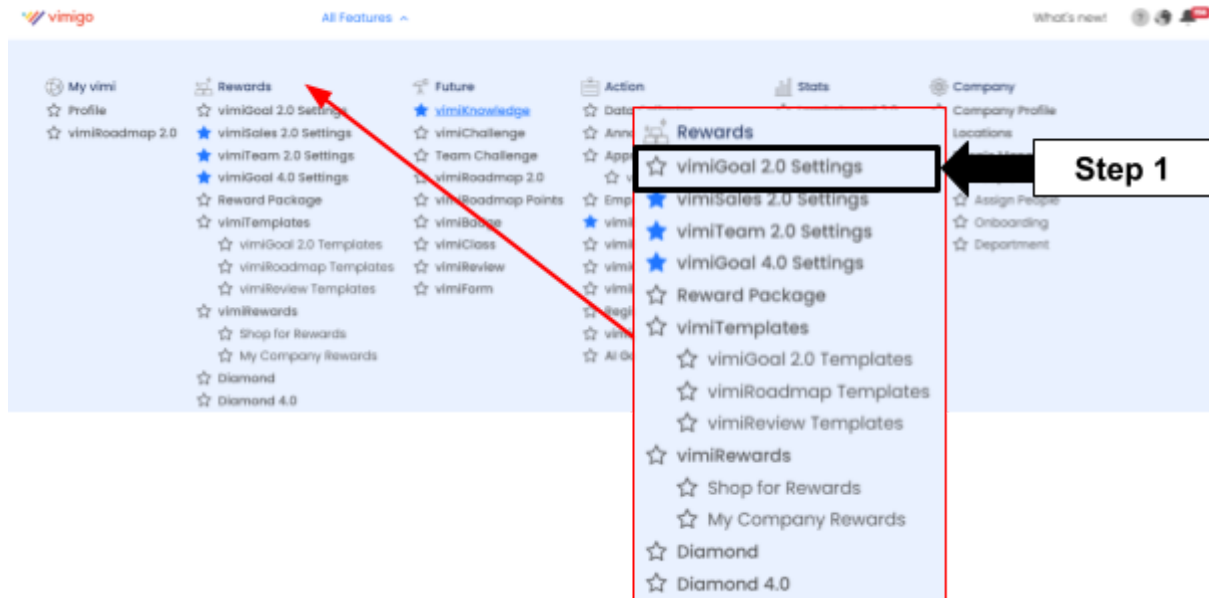 vimigo
All Features
What's new!
My vimi
Profile
vimiRoadmap 2.0
Rewards
vimiGoal 2.0 Settings
vimiSales 2.0 Settings
vimiTeam 2.0 Settings
vimiGoal 4.0 Settings
Reward Package
vimiTemplates
vimiGoal 2.0 Templates
vimiRoadmap Templates
vimiReview Templates
vimiRewards
Shop for Rewards
My Company Rewards
Diamond
Diamond 4.0
Future
vimiKnowledge
vimiChallenge
Team Challenge
vimiRoadmap 2.0
vimiRoadmap Points
vimiBadge
vimiClass
vimiReview
vimiForm
Action
Stats
Company
Company Profile
Locations
Assign People
Onboarding
Department
Rewards
vimiGoal 2.0 Settings
vimiSales 2.0 Settings
vimiTeam 2.0 Settings
vimiGoal 4.0 Settings
Reward Package
vimiTemplates
vimiGoal 2.0 Templates
vimiRoadmap Templates
vimiReview Templates
vimiRewards
Shop for Rewards
My Company Rewards
Diamond
Diamond 4.0
Step 1